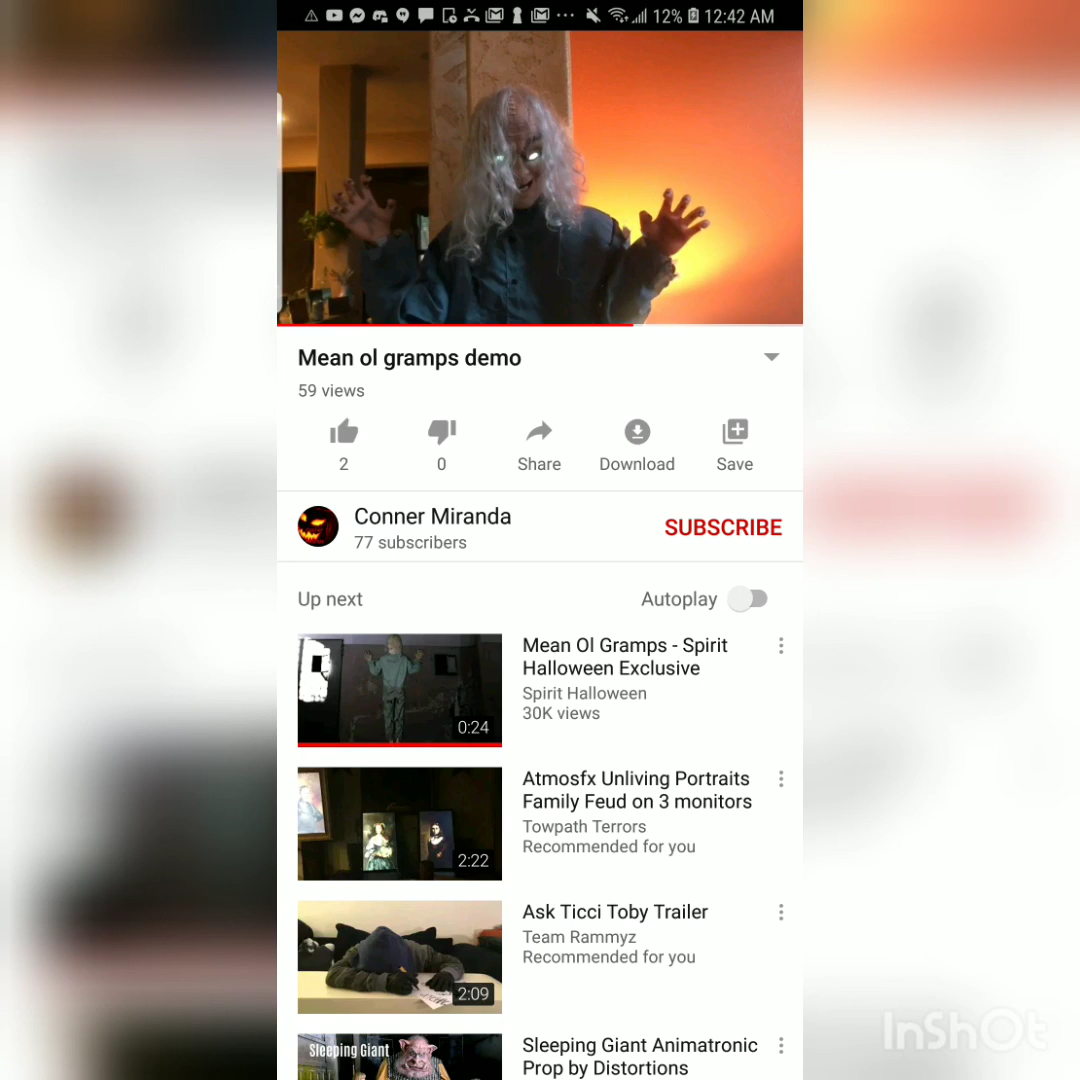 12% 12:42 AM
Mean ol gramps demo
59 views
2
0
Share
Download
Save
Conner Miranda
77 subscribers
SUBSCRIBE
Up next
Autoplay
Mean Ol Gramps - Spirit
Halloween Exclusive
Spirit Halloween
30K views
0:24
Atmosfx Unliving Portraits
Family Feud on 3 monitors
Towpath Terrors
Recommended for you
2:22
Ask Ticci Toby Trailer
Team Rammyz
Recommended for you
2:09
Sleeping Giant
Sleeping Giant Animatronic
Prop by Distortions
InShOt